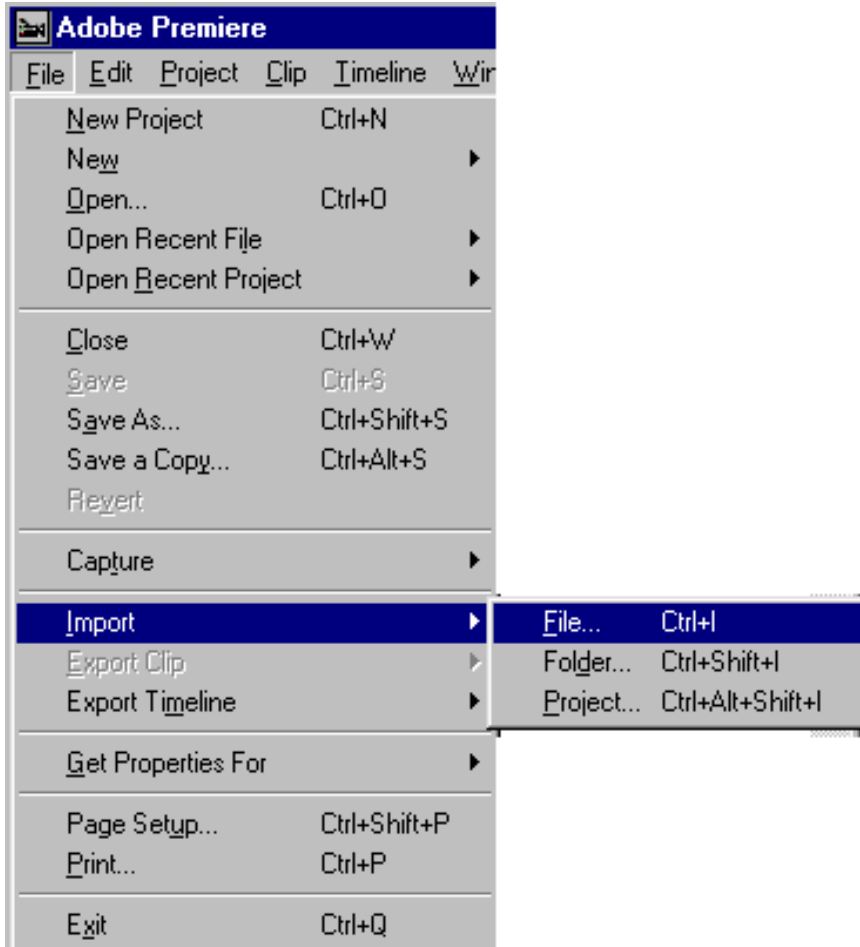 Adobe Premiere
File Edit Project Clip Timeline Wir
New Project Ctrl+N
New
Open... Ctrl+O
Open Recent File
Open Recent Project
Close Ctrl+W
Save Ctrl+S
Save As... Ctrl+Shift+S
Save a Copy... Ctrl+Alt+S
Revert
Capture
Import File... Ctrl+I
Export Clip Folder... Ctrl+Shift+I
Export Timeline Project... Ctrl+Alt+Shift+I
Get Properties For
Page Setup... Ctrl+Shift+P
Print... Ctrl+P
Exit Ctrl+Q